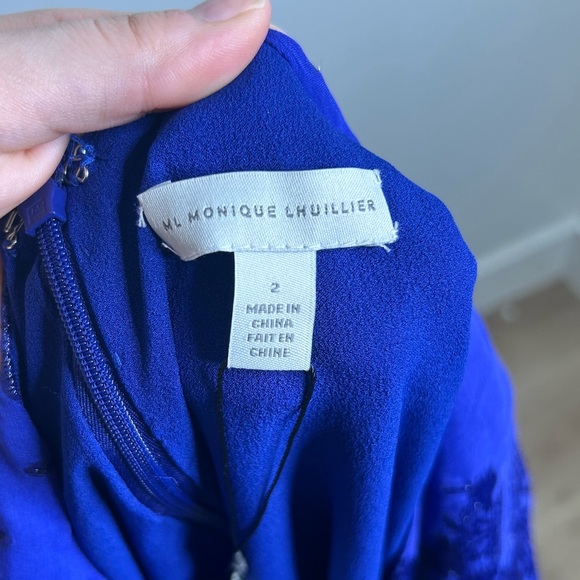 ML MONIQUE LHUILLIER
2
MADE IN
CHINA
FAIT EN
CHINE